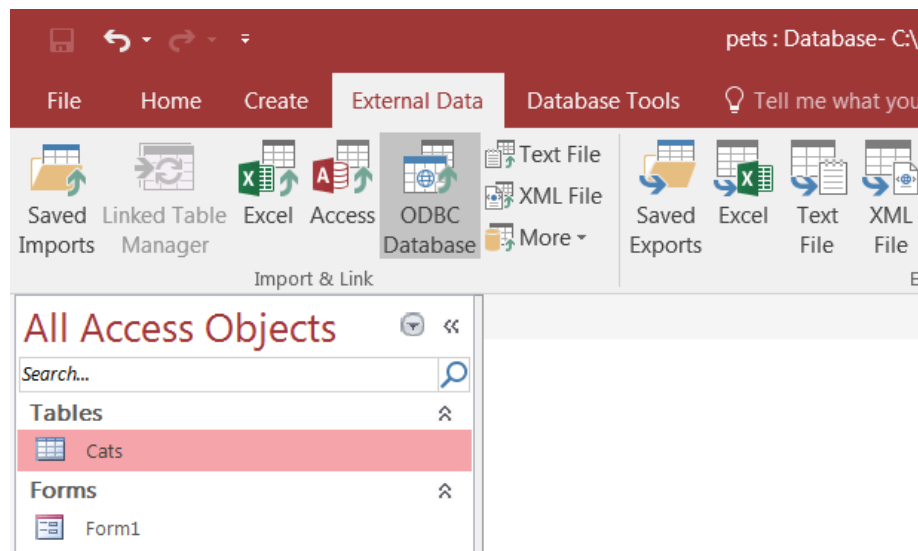 pets : Database- C:\
File Home Create External Data Database Tools Tell me what you
Saved Imports
Linked Table Manager
Excel
Access
ODBC Database
Text File
XML File
More
Import & Link
Saved Exports
Excel
Text File
XML File
E
All Access Objects
Search...
Tables
Cats
Forms
Form1